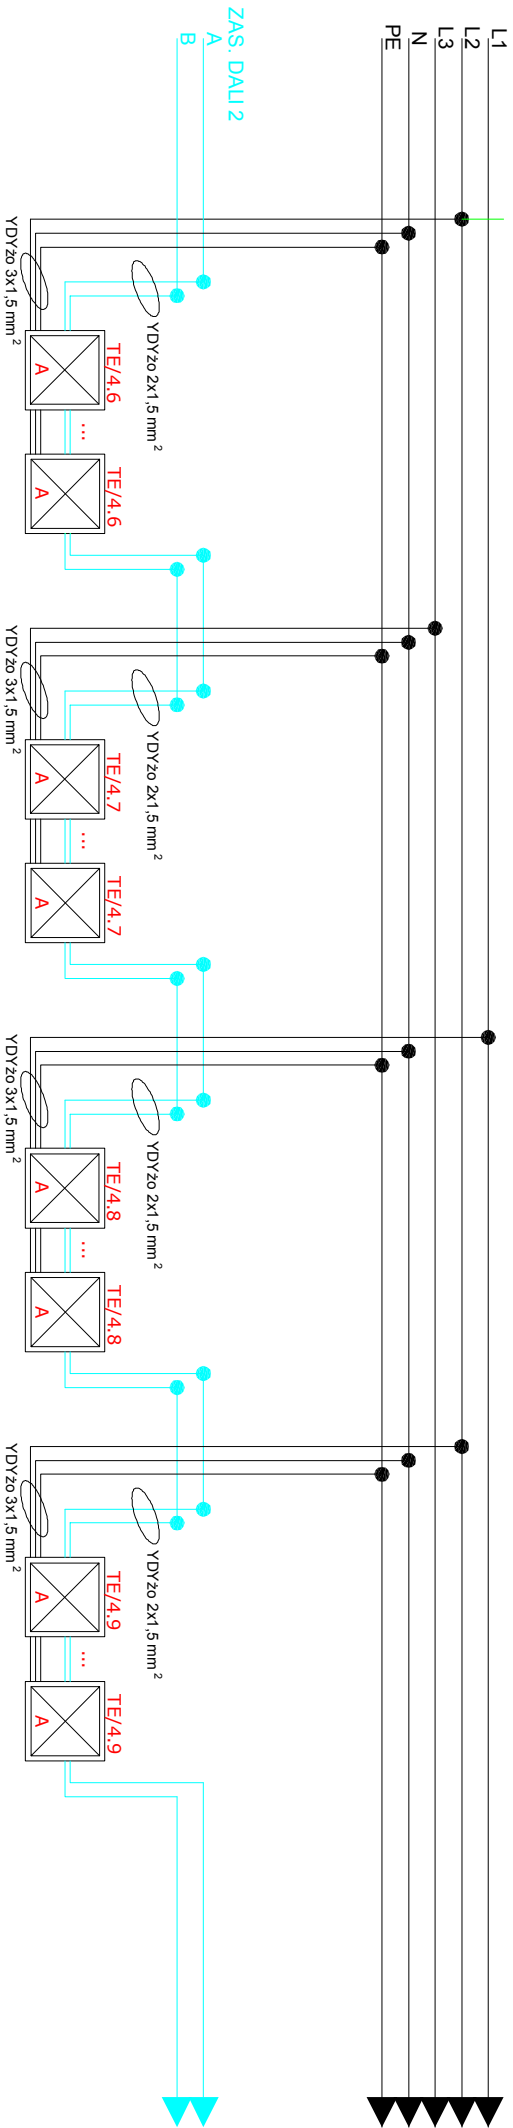 L1
L2
L3
N
PE
ZAS. DALI 2
A
B
YDYżo 2x1,5 mm²
TE/4.6
...
TE/4.6
A
A
YDYżo 3x1,5 mm²
YDYżo 2x1,5 mm²
TE/4.7
...
TE/4.7
A
A
YDYżo 3x1,5 mm²
YDYżo 2x1,5 mm²
TE/4.8
...
TE/4.8
A
A
YDYżo 3x1,5 mm²
YDYżo 2x1,5 mm²
TE/4.9
...
TE/4.9
A
A
YDYżo 3x1,5 mm²